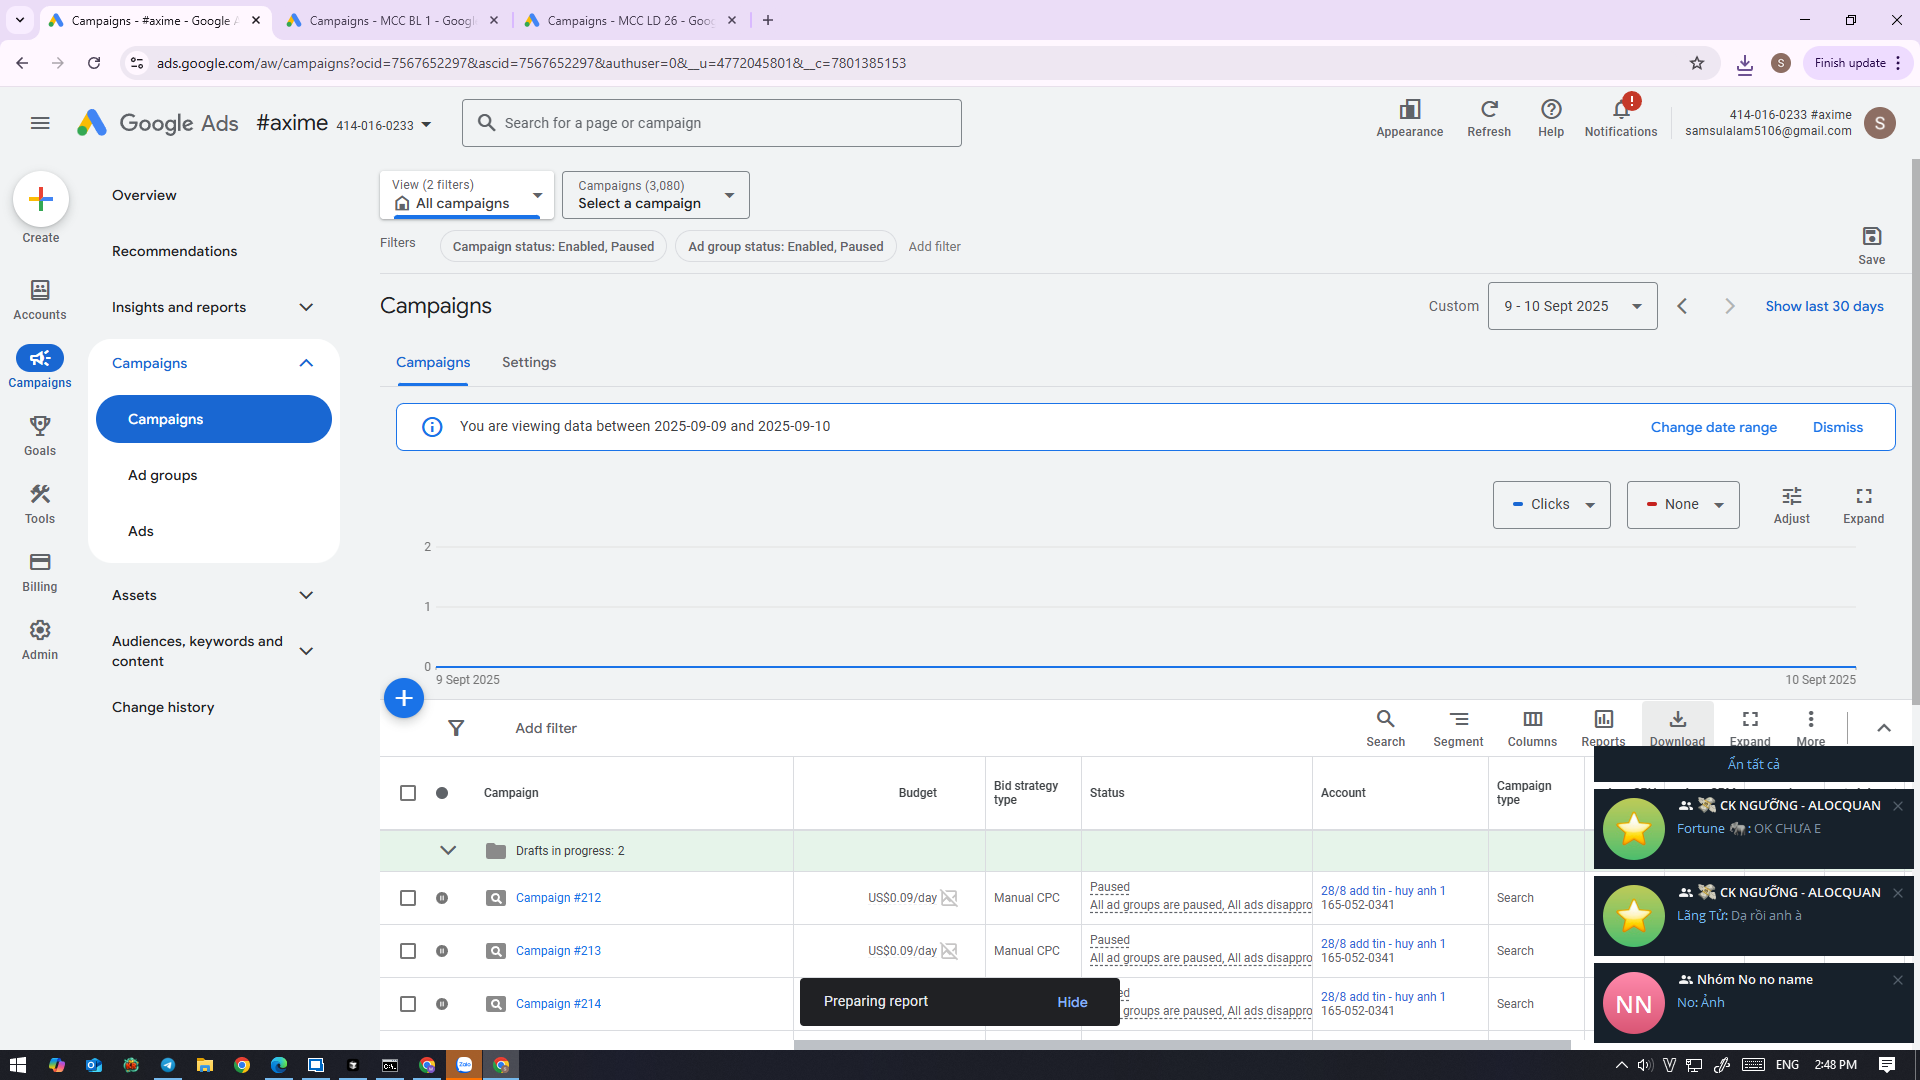 Campaigns - #axime - Google A
Campaigns - MCC BL 1 - Googl
Campaigns - MCC LD 26 - Goo
ads.google.com/aw/campaigns?ocid=7567652297&ascid=7567652297&authuser=0&__u=4772045801&__c=7801385153
S
Finish update
Google Ads
#axime 414-016-0233
Search for a page or campaign
Appearance
Refresh
Help
!
Notifications
414-016-0233 #axime
samsulalam5106@gmail.com
S
Create
Accounts
Campaigns
Goals
Tools
Billing
Admin
Overview
Recommendations
Insights and reports
Campaigns
Campaigns
Ad groups
Ads
Assets
Audiences, keywords and
content
Change history
View (2 filters)
All campaigns
Campaigns (3,080)
Select a campaign
Filters
Campaign status: Enabled, Paused
Ad group status: Enabled, Paused
Add filter
Save
Campaigns
Custom
9 - 10 Sept 2025
Show last 30 days
Campaigns
Settings
You are viewing data between 2025-09-09 and 2025-09-10
Change date range
Dismiss
Clicks
None
Adjust
Expand
2
1
0
9 Sept 2025
10 Sept 2025
Add filter
Search
Segment
Columns
Reports
Download
Expand
More
Campaign
Budget
Bid strategy
type
Status
Account
Campaign
type
Drafts in progress: 2
Campaign #212
US$0.09/day
Manual CPC
Paused
All ad groups are paused, All ads disappro
28/8 add tin - huy anh 1
165-052-0341
Search
Campaign #213
US$0.09/day
Manual CPC
Paused
All ad groups are paused, All ads disappro
28/8 add tin - huy anh 1
165-052-0341
Search
Campaign #214
ed
groups are paused, All ads disappro
28/8 add tin - huy anh 1
165-052-0341
Search
Preparing report
Hide
Ẩn tất cả
CK NGƯỠNG - ALOCQUAN
Fortune 🐘: OK CHƯA E
CK NGƯỠNG - ALOCQUAN
Lãng Tử: Dạ rồi anh à
NN
Nhóm No no name
No: Ảnh
Zalo
ENG
2:48 PM